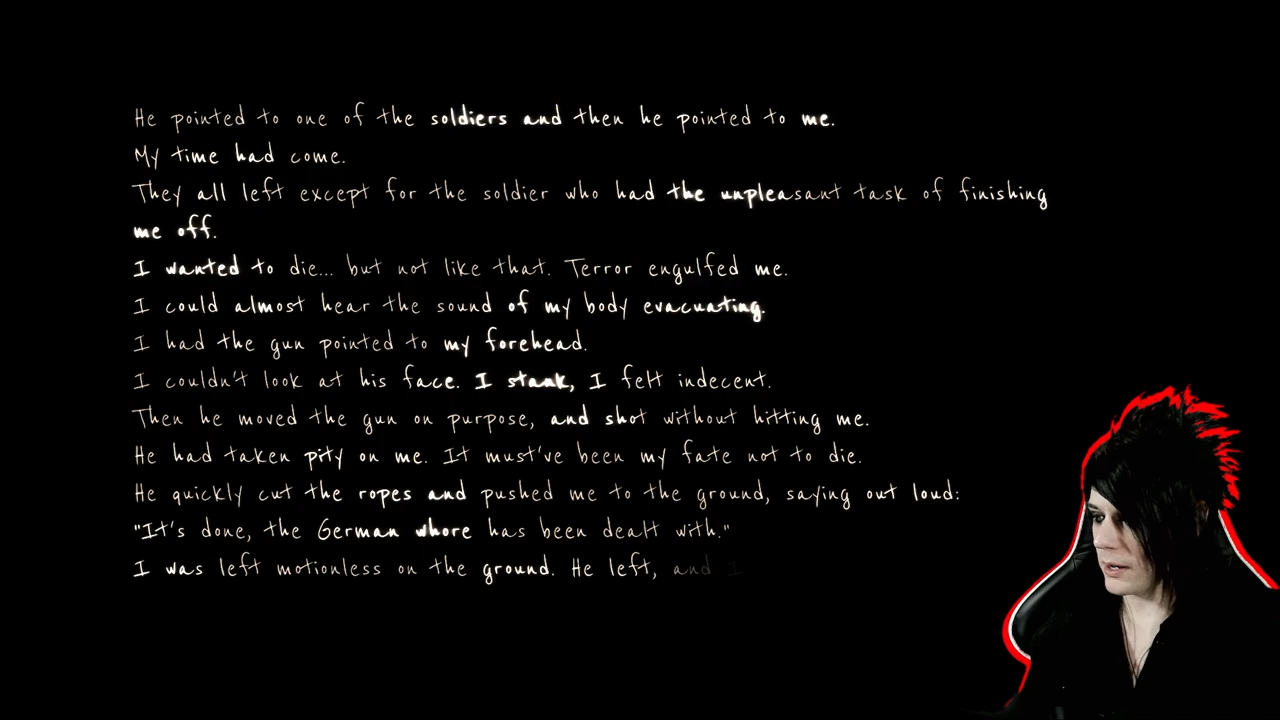 He pointed to one of the soldiers and then he pointed to me.
My time had come.
They all left except for the soldier who had the unpleasant task of finishing
me off.
I wanted to die... but not like that. Terror engulfed me.
I could almost hear the sound of my body evacuating.
I had the gun pointed to my forehead.
I couldn't look at his face. I stank, I felt indecent.
Then he moved the gun on purpose, and shot without hitting me.
He had taken pity on me. It must've been my fate not to die.
He quickly cut the ropes and pushed me to the ground, saying out loud:
"It's done, the German whore has been dealt with."
I was left motionless on the ground. He left, and I